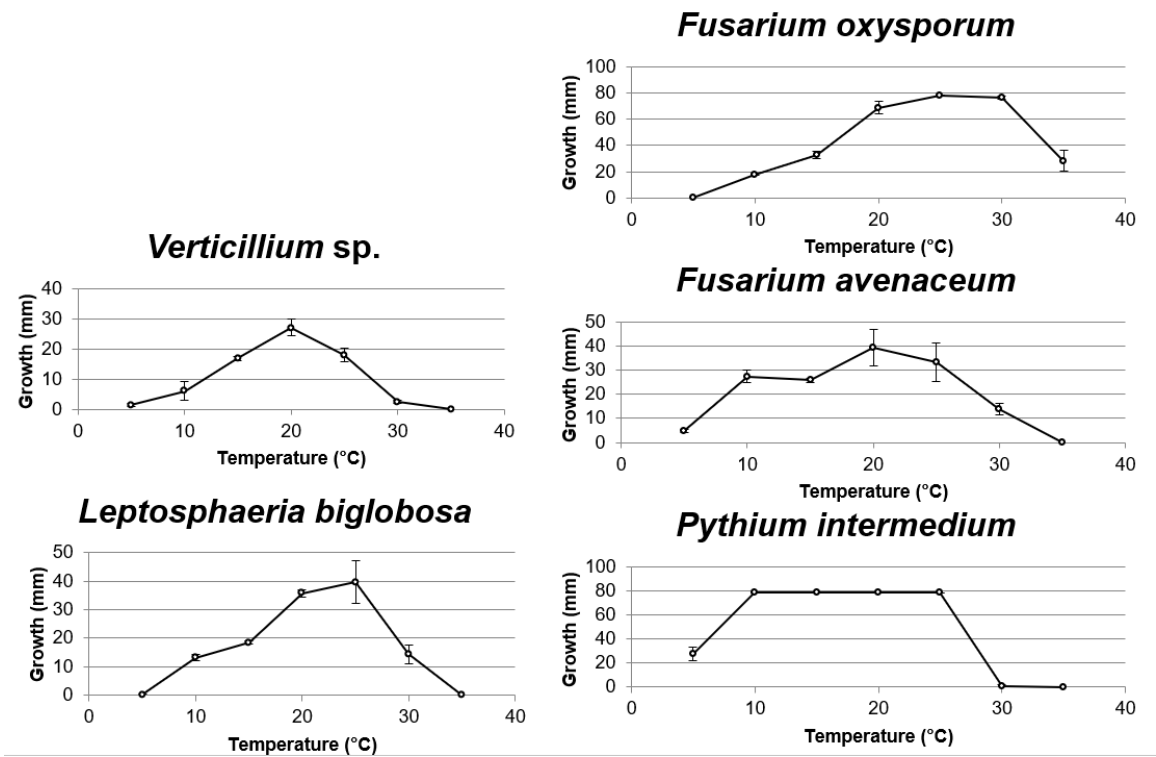 Fusarium oxysporum
100
80
60
40
20
0
Growth (mm)
0 10 20 30 40
Temperature (°C)
Verticillium sp.
40
30
20
10
0
Growth (mm)
0 10 20 30 40
Temperature (°C)
Fusarium avenaceum
50
40
30
20
10
0
Growth (mm)
0 10 20 30 40
Temperature (°C)
Leptosphaeria biglobosa
50
40
30
20
10
0
Growth (mm)
0 10 20 30 40
Temperature (°C)
Pythium intermedium
100
80
60
40
20
0
Growth (mm)
0 10 20 30 40
Temperature (°C)